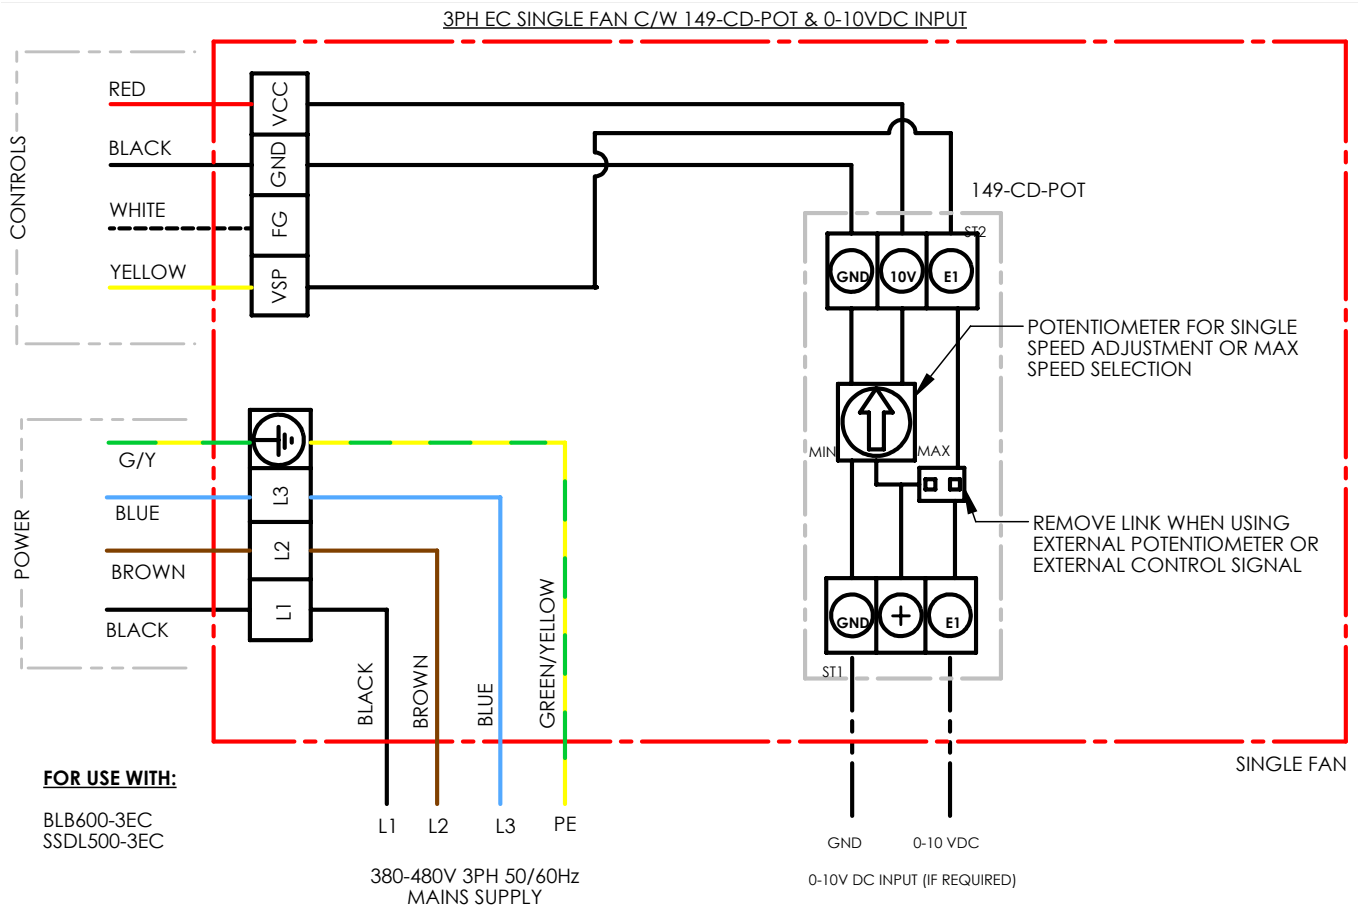 3PH EC SINGLE FAN C/W 149-CD-POT & 0-10VDC INPUT
CONTROLS
RED
BLACK
WHITE
YELLOW
VCC
GND
FG
VSP
149-CD-POT
ST2
GND
10V
E1
POTENTIOMETER FOR SINGLE
SPEED ADJUSTMENT OR MAX
SPEED SELECTION
MIN
MAX
REMOVE LINK WHEN USING
EXTERNAL POTENTIOMETER OR
EXTERNAL CONTROL SIGNAL
GND
+
E1
ST1
POWER
G/Y
BLUE
BROWN
BLACK
L3
L2
L1
BLACK
BROWN
BLUE
GREEN/YELLOW
SINGLE FAN
FOR USE WITH:
BLB600-3EC
SSDL500-3EC
L1
L2
L3
PE
380-480V 3PH 50/60Hz
MAINS SUPPLY
GND
0-10 VDC
0-10V DC INPUT (IF REQUIRED)